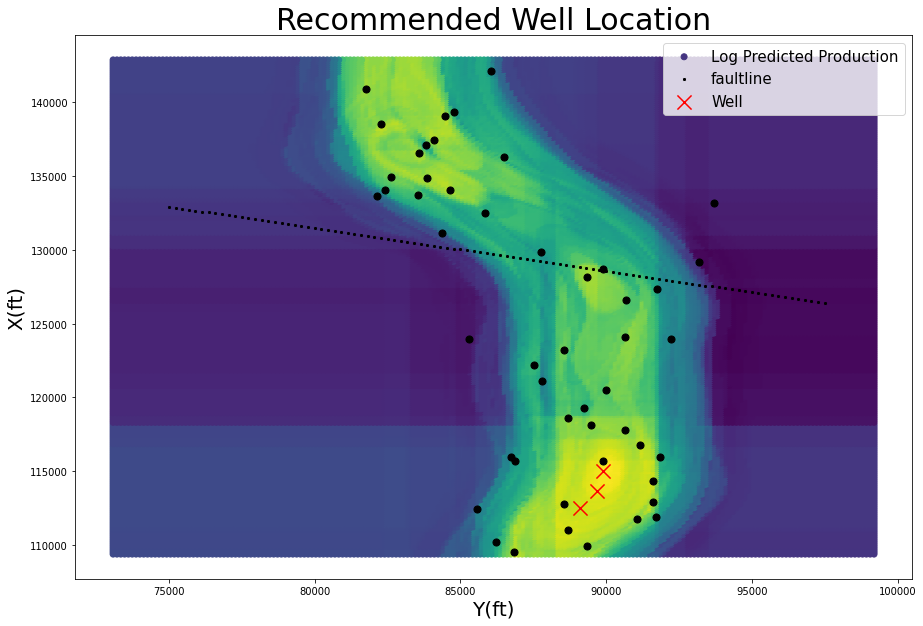 Recommended Well Location
Log Predicted Production
faultline
Well
X(ft)
140000
135000
130000
125000
120000
115000
110000
75000
80000
85000
90000
95000
100000
Y(ft)